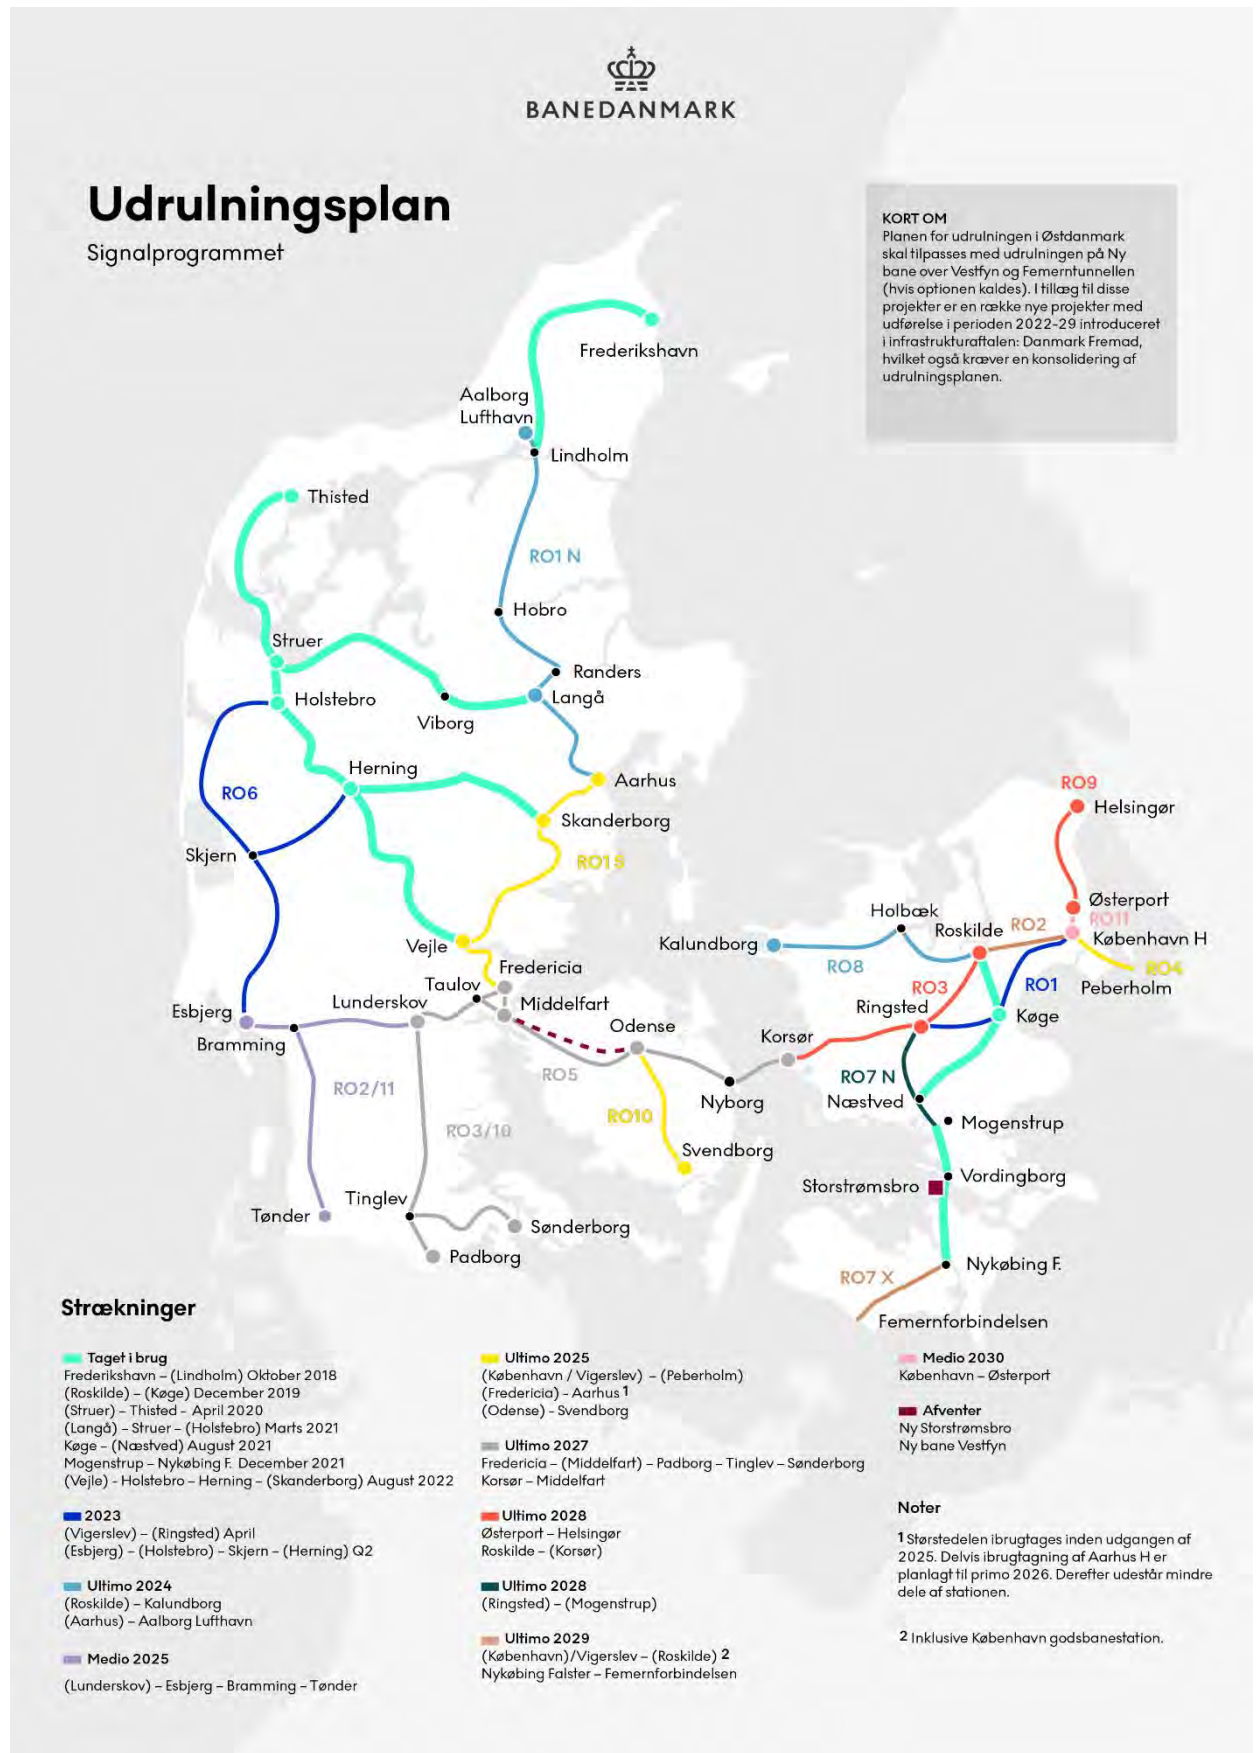 BANEDANMARK
Udrulningsplan
Signalprogrammet
KORT OM
Planen for udrulningen i Østdanmark
skal tilpasses med udrulningen på Ny
bane over Vestfyn og Femerntunnellen
(hvis optionen kaldes). I tillæg til disse
projekter er en række nye projekter med
udførelse i perioden 2022-29 introduceret
i infrastrukturaftalen: Danmark Fremad,
hvilket også kræver en konsolidering af
udrulningsplanen.
Frederikshavn
Aalborg
Lufthavn
Lindholm
Thisted
RO1 N
Hobro
Struer
Randers
Holstebro
Langå
Viborg
Herning
Aarhus
RO9
RO6
Helsingør
Skanderborg
Skjern
RO1 S
Østerport
Holbæk
RO11
Roskilde
RO2
København H
Vejle
Kalundborg
RO8
RO4
Fredericia
Taulov
RO3
RO1
Peberholm
Lunderskov
Middelfart
Ringsted
Esbjerg
Køge
Odense
Korsør
Bramming
RO5
RO7 N
RO2/11
Nyborg
Næstved
RO10
Mogenstrup
RO3/10
Svendborg
Vordingborg
Storstrømsbro
Tinglev
Tønder
Sønderborg
Padborg
Nykøbing F.
RO7 X
Femernforbindelsen
Strækninger
Taget i brug
Frederikshavn – (Lindholm) Oktober 2018
(Roskilde) – (Køge) December 2019
(Struer) – Thisted - April 2020
(Langå) – Struer – (Holstebro) Marts 2021
Køge – (Næstved) August 2021
Mogenstrup – Nykøbing F. December 2021
(Vejle) - Holstebro – Herning – (Skanderborg) August 2022
2023
(Vigerslev) – (Ringsted) April
(Esbjerg) – (Holstebro) – Skjern – (Herning) Q2
Ultimo 2024
(Roskilde) – Kalundborg
(Aarhus) – Aalborg Lufthavn
Medio 2025
(Lunderskov) – Esbjerg – Bramming – Tønder
Ultimo 2025
(København / Vigerslev) – (Peberholm)
(Fredericia) - Aarhus 1
(Odense) - Svendborg
Ultimo 2027
Fredericia – (Middelfart) – Padborg – Tinglev – Sønderborg
Korsør – Middelfart
Ultimo 2028
Østerport – Helsingør
Roskilde – (Korsør)
Ultimo 2028
(Ringsted) – (Mogenstrup)
Ultimo 2029
(København)/Vigerslev – (Roskilde) 2
Nykøbing Falster – Femernforbindelsen
Medio 2030
København – Østerport
Afventer
Ny Storstrømsbro
Ny bane Vestfyn
Noter
1 Størstedelen ibrugtages inden udgangen af
2025. Delvis ibrugtagning af Aarhus H er
planlagt til primo 2026. Derefter udestår mindre
dele af stationen.
2 Inklusive København godsbanestation.